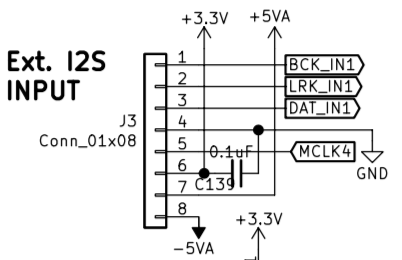 +3.3V
+5VA
Ext. I2S
INPUT
1
BCK_IN1
2
LRK_IN1
3
DAT_IN1
J3
Conn_01x08
4
5
0.1uF
MCLK4
6
C139
GND
7
8
-5VA
+3.3V